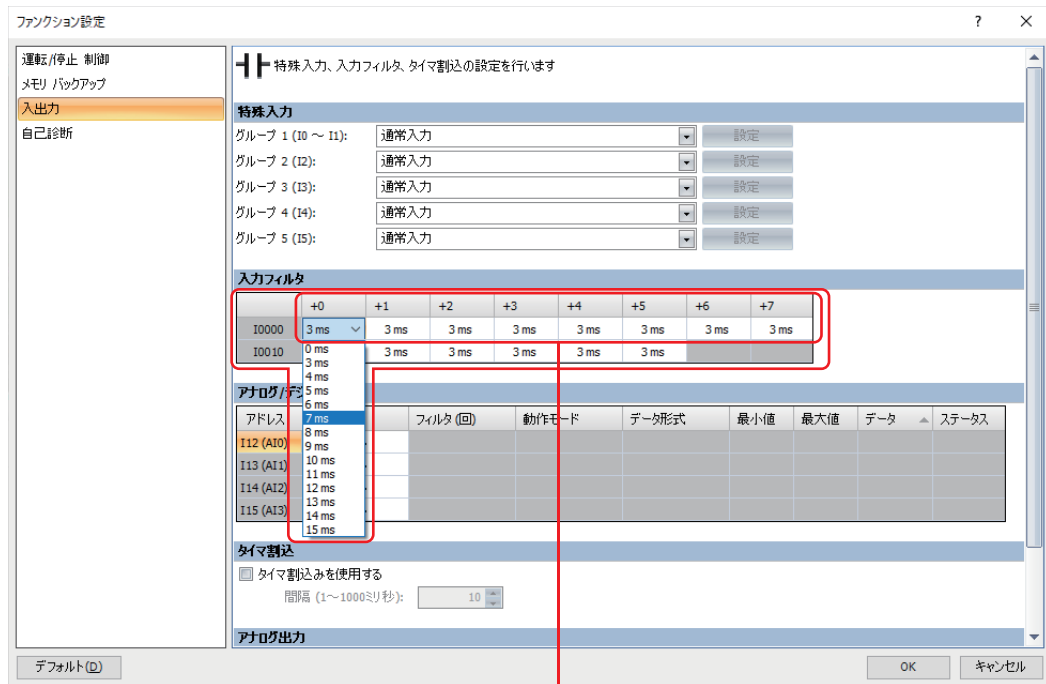 ファンクション設定 ? ×
運転/停止 制御
メモリ バックアップ
入出力
自己診断
特殊入力、入力フィルタ、タイマ割込の設定を行います
特殊入力
グループ 1 (I0 ～ I1): 通常入力 設定
グループ 2 (I2): 通常入力 設定
グループ 3 (I3): 通常入力 設定
グループ 4 (I4): 通常入力 設定
グループ 5 (I5): 通常入力 設定
入力フィルタ
+0 +1 +2 +3 +4 +5 +6 +7
I0000 3 ms 3 ms 3 ms 3 ms 3 ms 3 ms 3 ms 3 ms
I0010 3 ms 3 ms 3 ms 3 ms 3 ms
0 ms
3 ms
4 ms
5 ms
6 ms
7 ms
8 ms
9 ms
10 ms
11 ms
12 ms
13 ms
14 ms
15 ms
アナログ/デジ
アドレス フィルタ (回) 動作モード データ形式 最小値 最大値 データ ステータス
I12 (AI0)
I13 (AI1)
I14 (AI2)
I15 (AI3)
タイマ割込
タイマ割込みを使用する
間隔 (1～1000ミリ秒): 10
アナログ出力
デフォルト(D) OK キャンセル